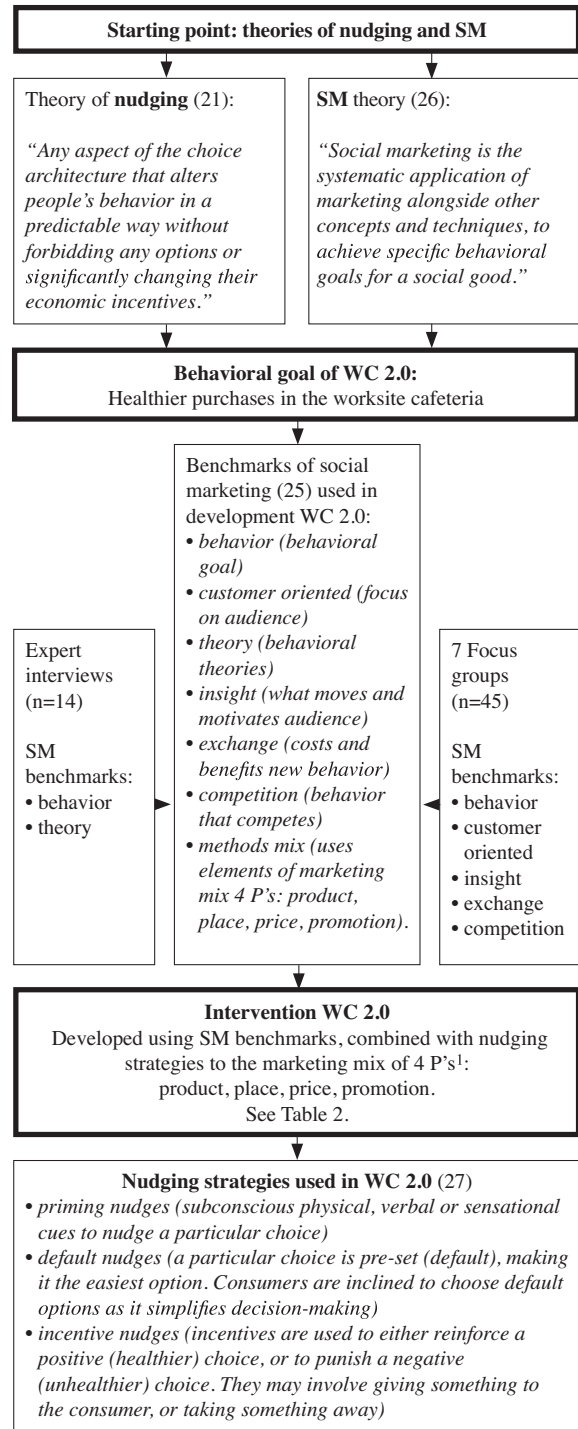 Starting point: theories of nudging and SM
Theory of nudging (21):
“Any aspect of the choice
architecture that alters
people’s behavior in a
predictable way without
forbidding any options or
significantly changing their
economic incentives.”
SM theory (26):
“Social marketing is the
systematic application of
marketing alongside other
concepts and techniques, to
achieve specific behavioral
goals for a social good.”
Behavioral goal of WC 2.0:
Healthier purchases in the worksite cafeteria
Benchmarks of social
marketing (25) used in
development WC 2.0:
• behavior (behavioral
goal)
• customer oriented (focus
on audience)
• theory (behavioral
theories)
• insight (what moves and
motivates audience)
• exchange (costs and
benefits new behavior)
• competition (behavior
that competes)
• methods mix (uses
elements of marketing
mix 4 P’s: product,
place, price, promotion).
Expert
interviews
(n=14)
SM
benchmarks:
• behavior
• theory
7 Focus
groups
(n=45)
SM
benchmarks:
• behavior
• customer
oriented
• insight
• exchange
• competition
Intervention WC 2.0
Developed using SM benchmarks, combined with nudging
strategies to the marketing mix of 4 P’s¹:
product, place, price, promotion.
See Table 2.
Nudging strategies used in WC 2.0 (27)
• priming nudges (subconscious physical, verbal or sensational
cues to nudge a particular choice)
• default nudges (a particular choice is pre-set (default), making
it the easiest option. Consumers are inclined to choose default
options as it simplifies decision-making)
• incentive nudges (incentives are used to either reinforce a
positive (healthier) choice, or to punish a negative
(unhealthier) choice. They may involve giving something to
the consumer, or taking something away)